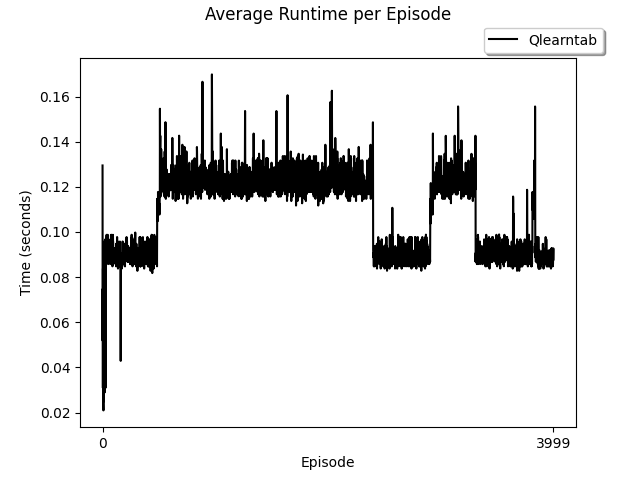 Average Runtime per Episode
Qlearntab
0.16
0.14
0.12
0.10
0.08
0.06
0.04
0.02
Time (seconds)
0
3999
Episode